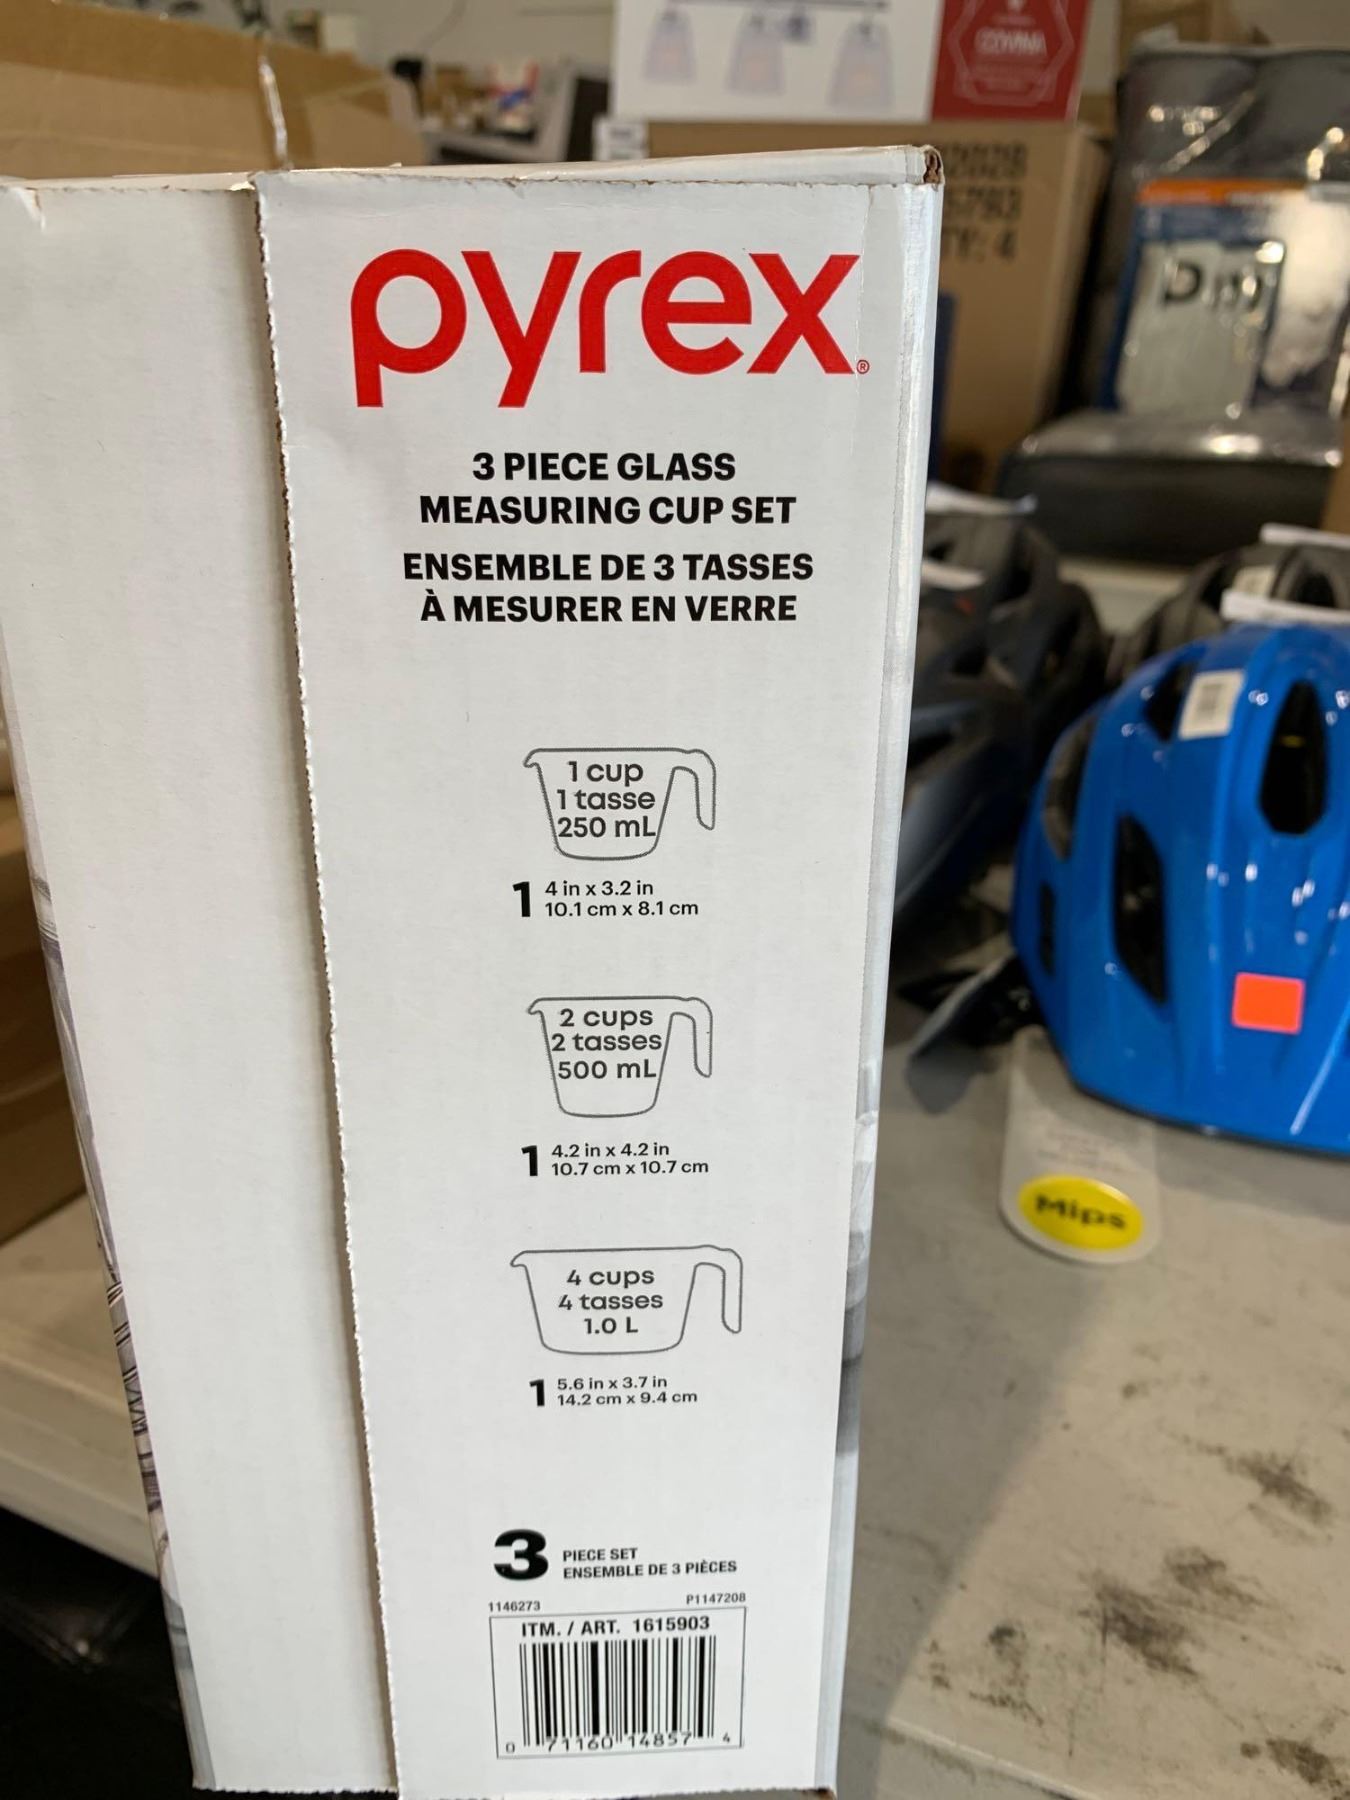 pyrex®
3 PIECE GLASS
MEASURING CUP SET
ENSEMBLE DE 3 TASSES
À MESURER EN VERRE
1 cup
1 tasse
250 mL
1 4 in x 3.2 in
10.1 cm x 8.1 cm
2 cups
2 tasses
500 mL
1 4.2 in x 4.2 in
10.7 cm x 10.7 cm
4 cups
4 tasses
1.0 L
1 5.6 in x 3.7 in
14.2 cm x 9.4 cm
3 PIECE SET
ENSEMBLE DE 3 PIÈCES
1146273 P1147208
ITM. / ART. 1615903
0 71160 14857 4
Mips